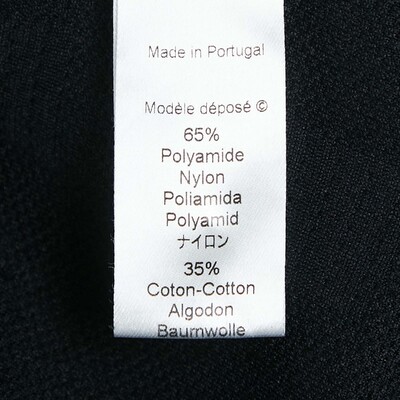 Made in Portugal
Modèle déposé ©
65%
Polyamide
Nylon
Poliamida
Polyamid
ナイロン
35%
Coton-Cotton
Algodon
Baumwolle